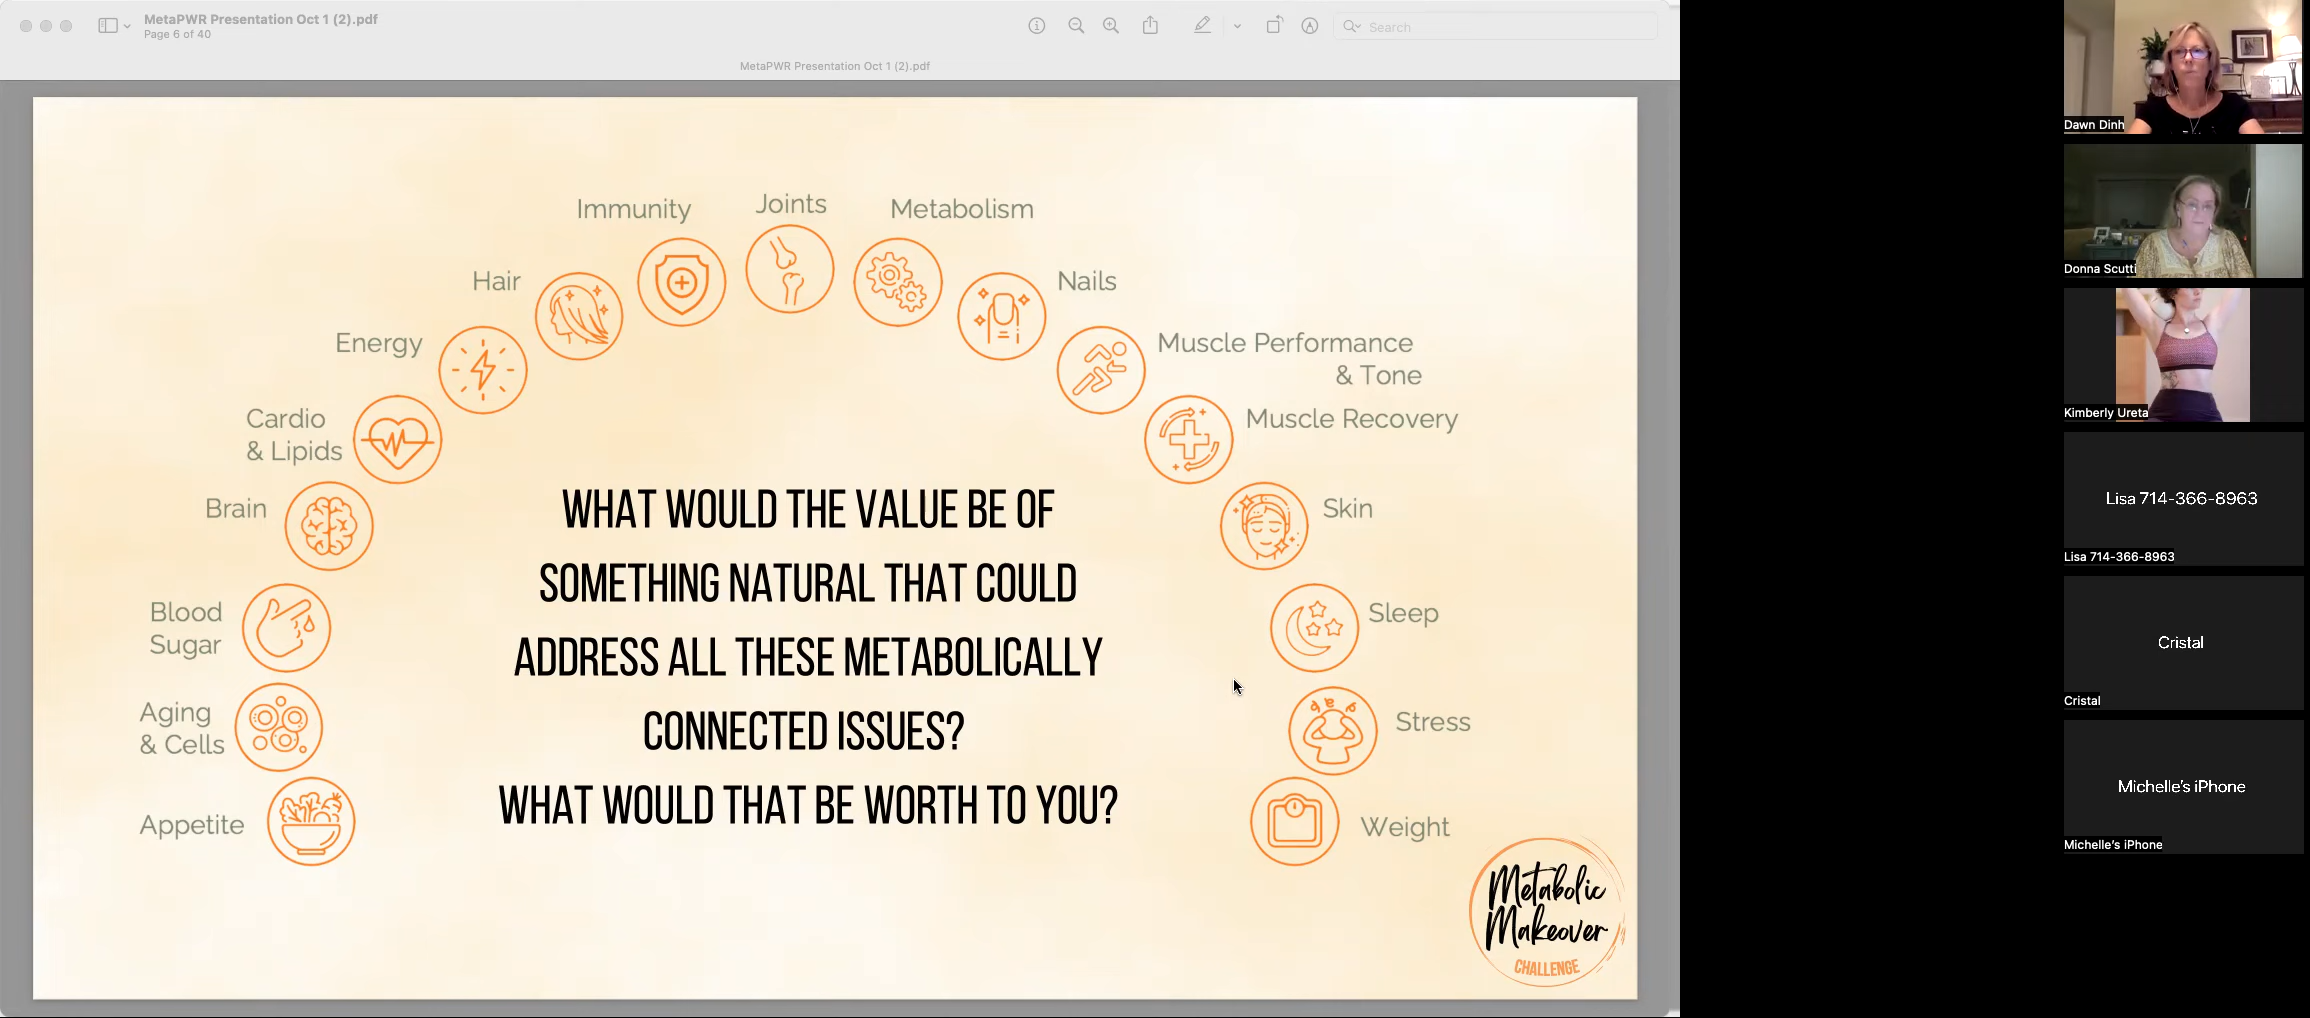 MetaPWR Presentation Oct 1 (2).pdf
Page 6 of 40
Search
MetaPWR Presentation Oct 1 (2).pdf
Immunity
Joints
Metabolism
Hair
Nails
Energy
Muscle Performance
& Tone
Cardio
& Lipids
Muscle Recovery
Brain
Skin
Blood
Sugar
Sleep
Aging
& Cells
Stress
Appetite
Weight
WHAT WOULD THE VALUE BE OF
SOMETHING NATURAL THAT COULD
ADDRESS ALL THESE METABOLICALLY
CONNECTED ISSUES?
WHAT WOULD THAT BE WORTH TO YOU?
Metabolic
Makeover
CHALLENGE
Dawn Dinh
Donna Scutti
Kimberly Ureta
Lisa 714-366-8963
Lisa 714-366-8963
Cristal
Cristal
Michelle's iPhone
Michelle's iPhone